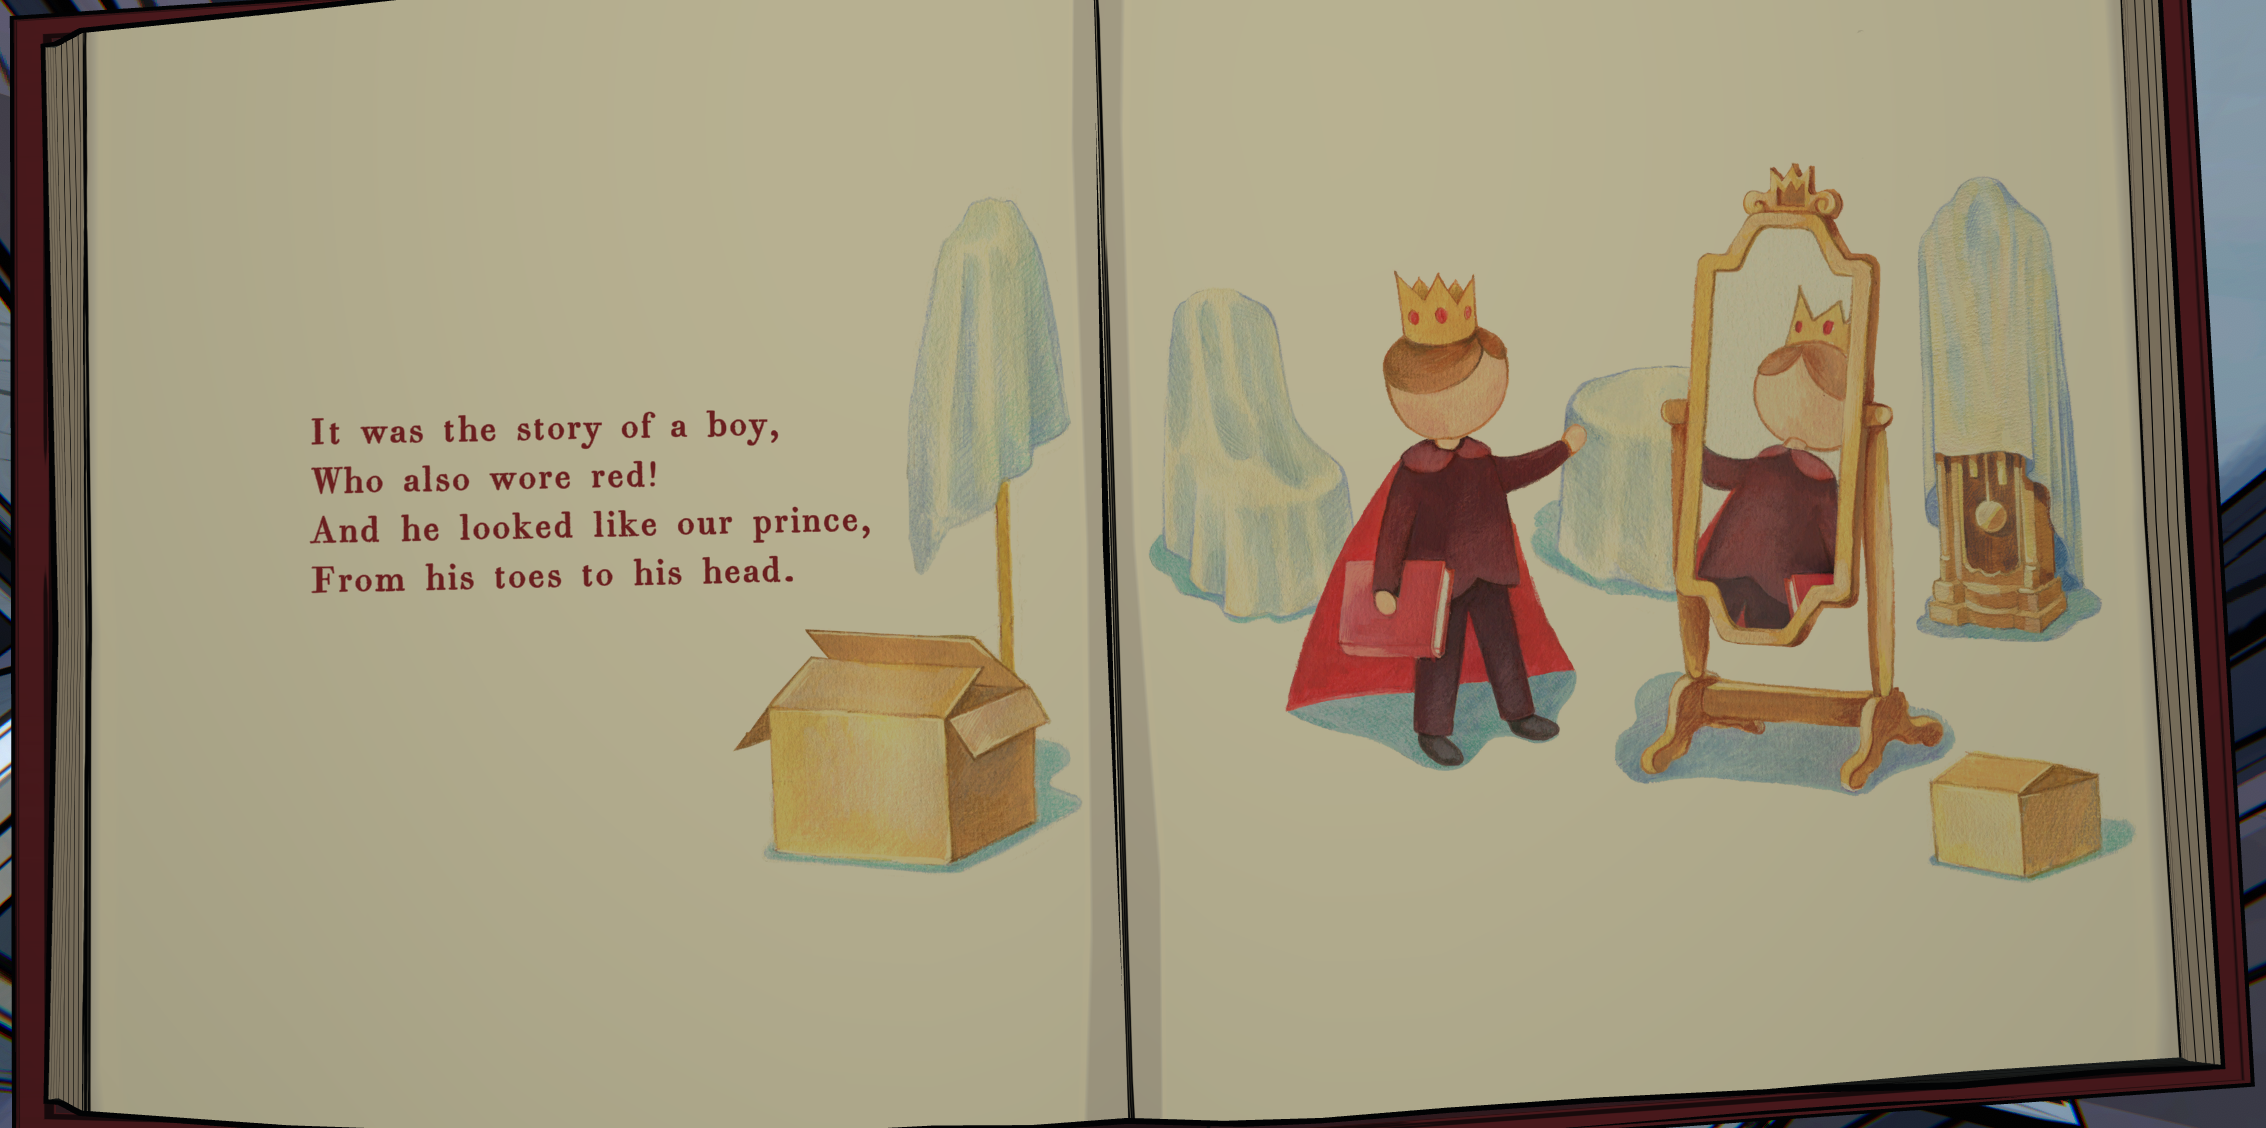 It was the story of a boy,
Who also wore red!
And he looked like our prince,
From his toes to his head.